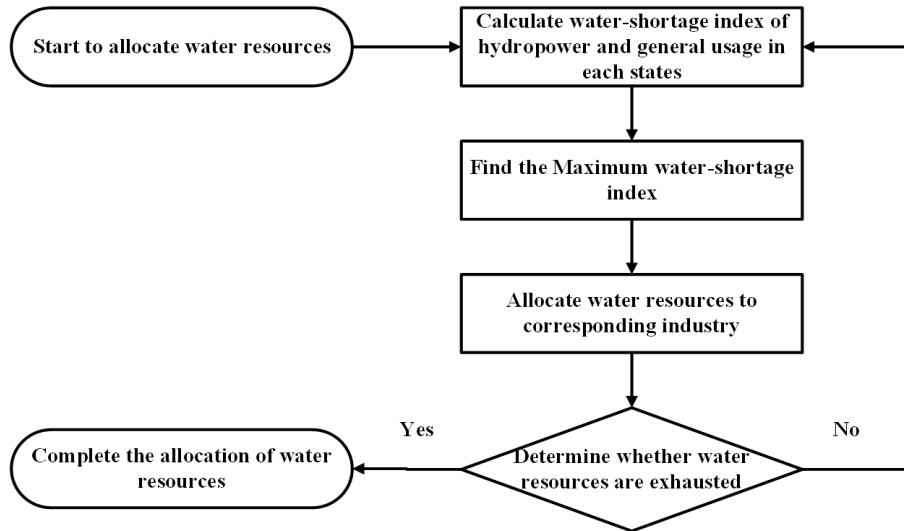 Start to allocate water resources
Calculate water-shortage index of
hydropower and general usage in
each states
Find the Maximum water-shortage
index
Allocate water resources to
corresponding industry
Yes
No
Determine whether water
resources are exhausted
Complete the allocation of water
resources